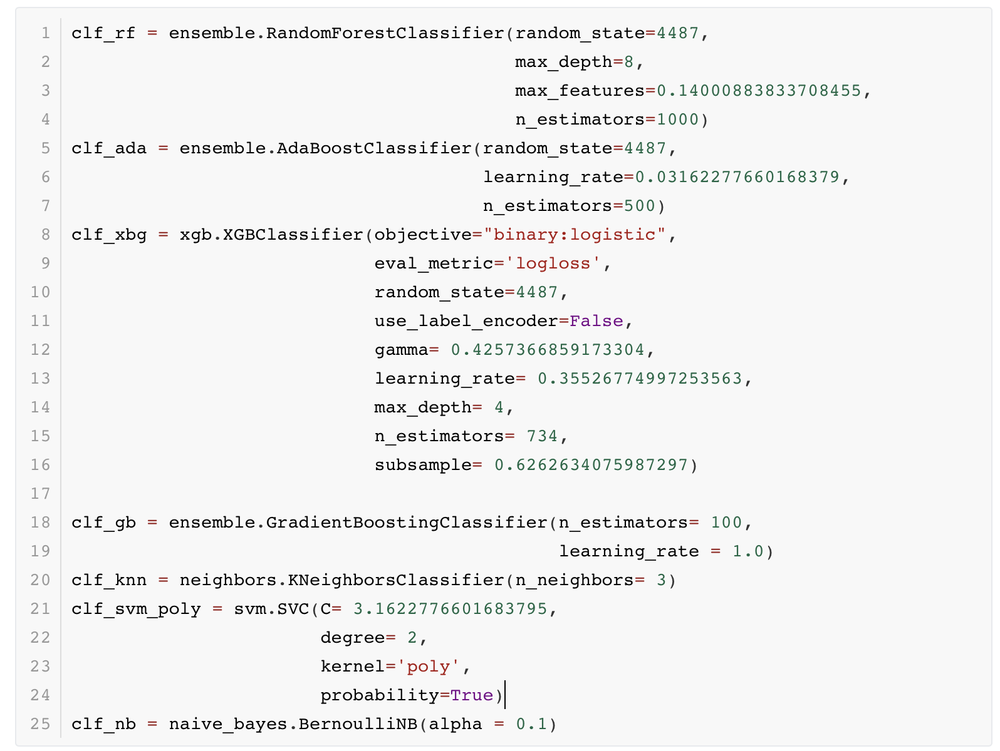 1 clf_rf = ensemble.RandomForestClassifier(random_state=4487,
2 max_depth=8,
3 max_features=0.14000883833708455,
4 n_estimators=1000)
5 clf_ada = ensemble.AdaBoostClassifier(random_state=4487,
6 learning_rate=0.03162277660168379,
7 n_estimators=500)
8 clf_xbg = xgb.XGBClassifier(objective="binary:logistic",
9 eval_metric='logloss',
10 random_state=4487,
11 use_label_encoder=False,
12 gamma= 0.4257366859173304,
13 learning_rate= 0.35526774997253563,
14 max_depth= 4,
15 n_estimators= 734,
16 subsample= 0.6262634075987297)
17
18 clf_gb = ensemble.GradientBoostingClassifier(n_estimators= 100,
19 learning_rate = 1.0)
20 clf_knn = neighbors.KNeighborsClassifier(n_neighbors= 3)
21 clf_svm_poly = svm.SVC(C= 3.1622776601683795,
22 degree= 2,
23 kernel='poly',
24 probability=True)
25 clf_nb = naive_bayes.BernoulliNB(alpha = 0.1)